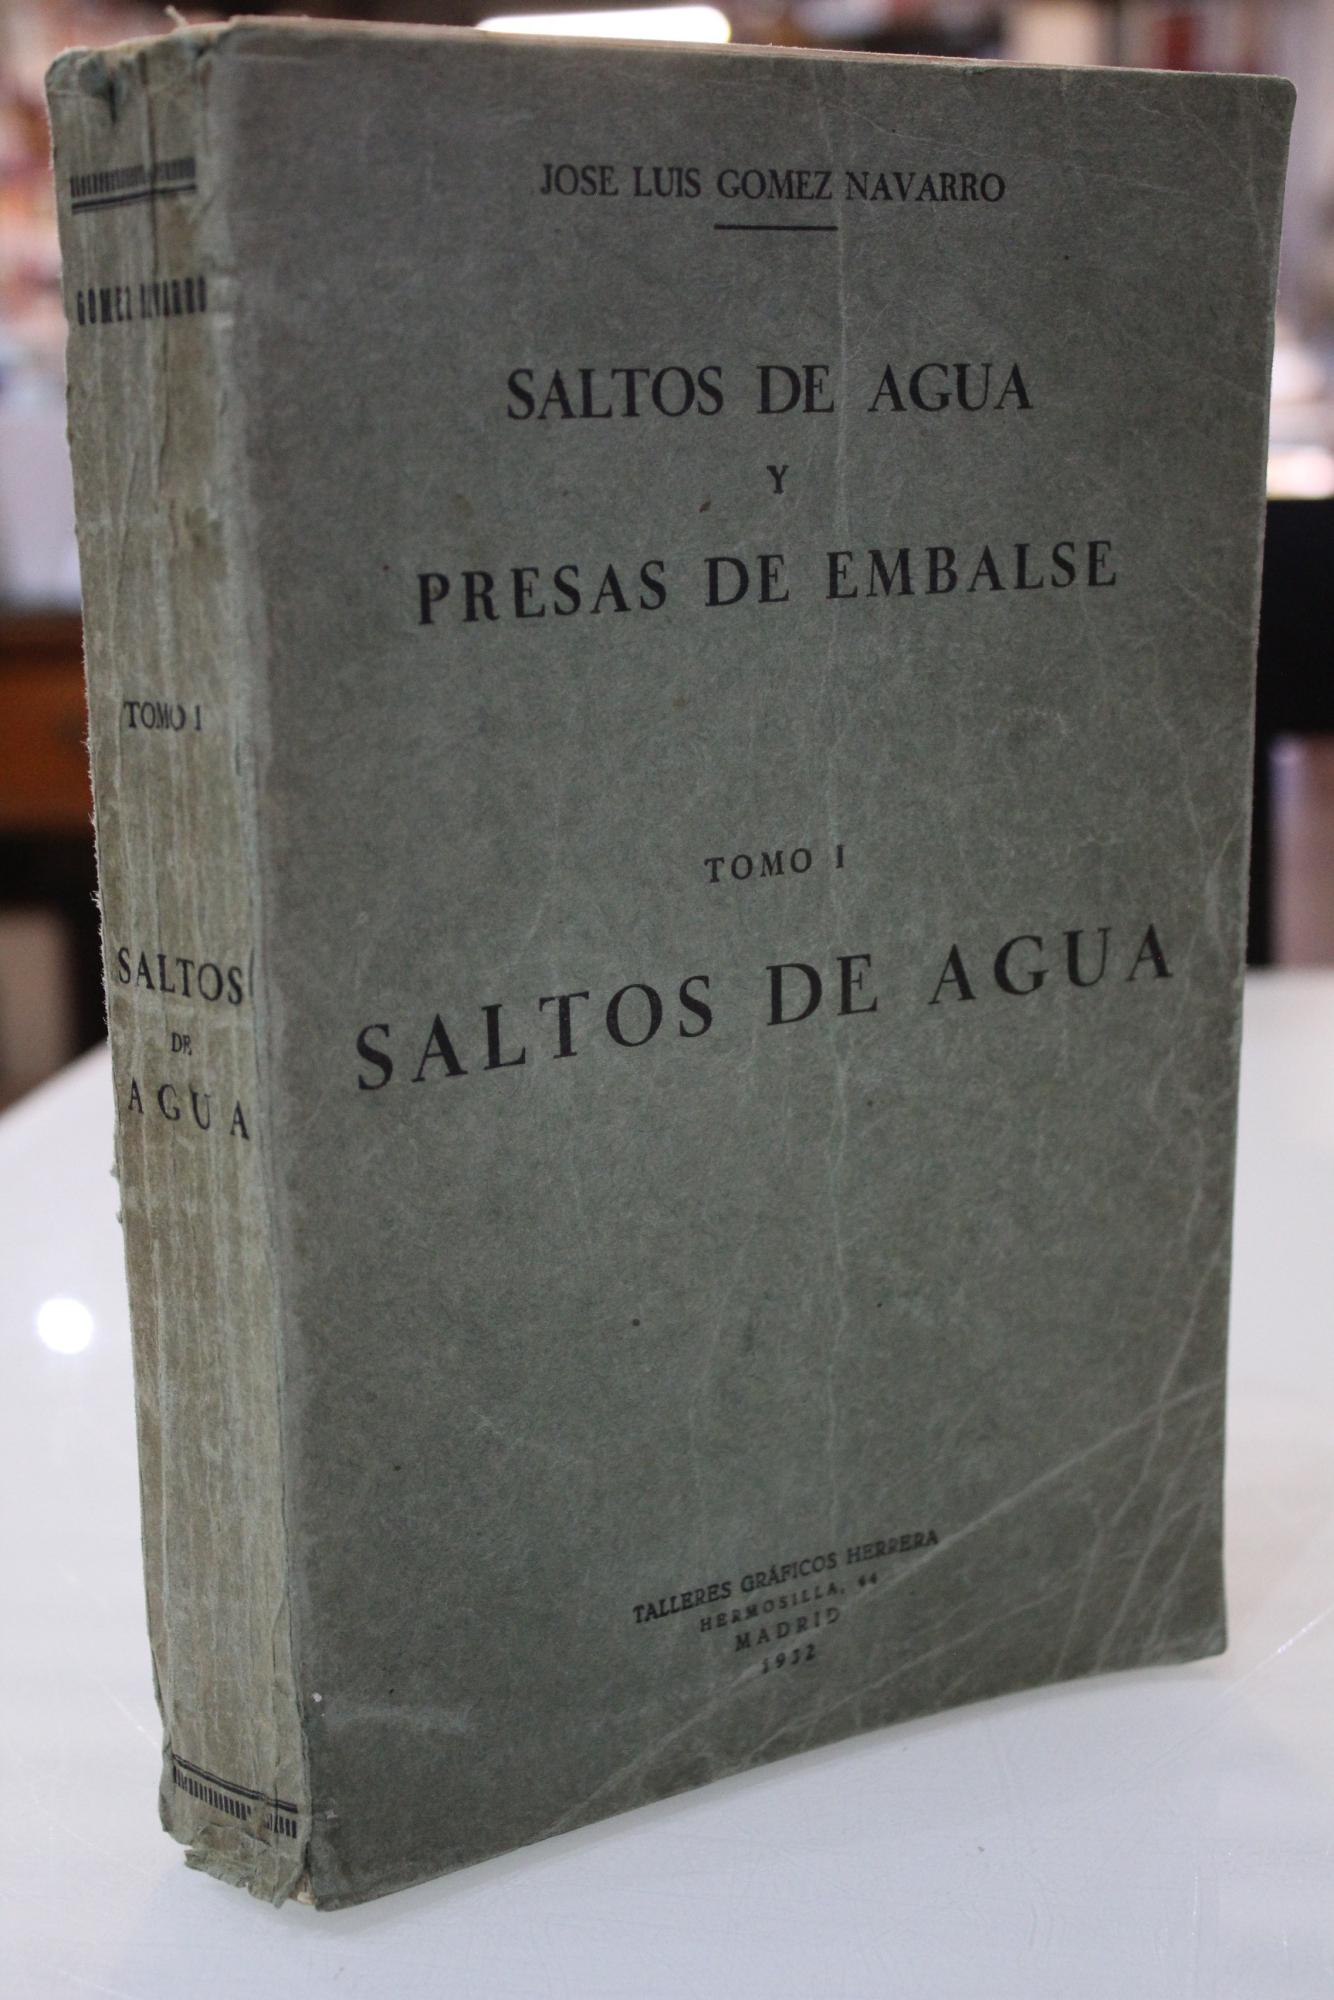 GOMEZ NAVARRO
TOMO I
SALTOS
DE
AGUA
JOSE LUIS GOMEZ NAVARRO
SALTOS DE AGUA
Y
PRESAS DE EMBALSE
TOMO I
SALTOS DE AGUA
TALLERES GRÁFICOS HERRERA
HERMOSILLA, 44
MADRID
1932